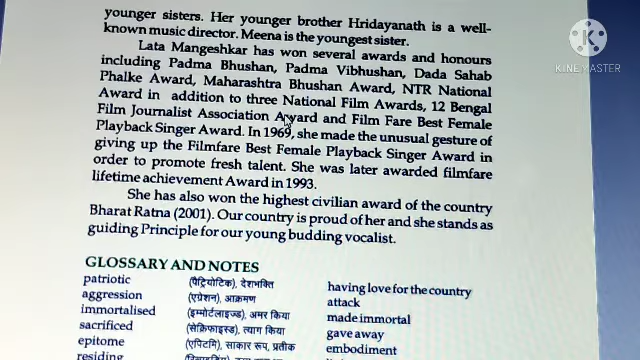 younger sisters. Her younger brother Hridayanath is a well-
known music director. Meena is the youngest sister.
Lata Mangeshkar has won several awards and honours
including Padma Bhushan, Padma Vibhushan, Dada Sahab
Phalke Award, Maharashtra Bhushan Award, NTR National
Award in addition to three National Film Awards, 12 Bengal
Film Journalist Association Award and Film Fare Best Female
Playback Singer Award. In 1969, she made the unusual gesture of
giving up the Filmfare Best Female Playback Singer Award in
order to promote fresh talent. She was later awarded filmfare
lifetime achievement Award in 1993.
She has also won the highest civilian award of the country
Bharat Ratna (2001). Our country is proud of her and she stands as
guiding Principle for our young budding vocalist.
GLOSSARY AND NOTES
patriotic (पैट्रियोटिक), देशभक्ति having love for the country
aggression (एग्रेशन), आक्रमण attack
immortalised (इम्मोर्टलाइज्ड), अमर किया made immortal
sacrificed (सेक्रिफाइस्ड), त्याग किया gave away
epitome (एपिटमि), साकार रूप, प्रतीक embodiment
residing
KINEMASTER